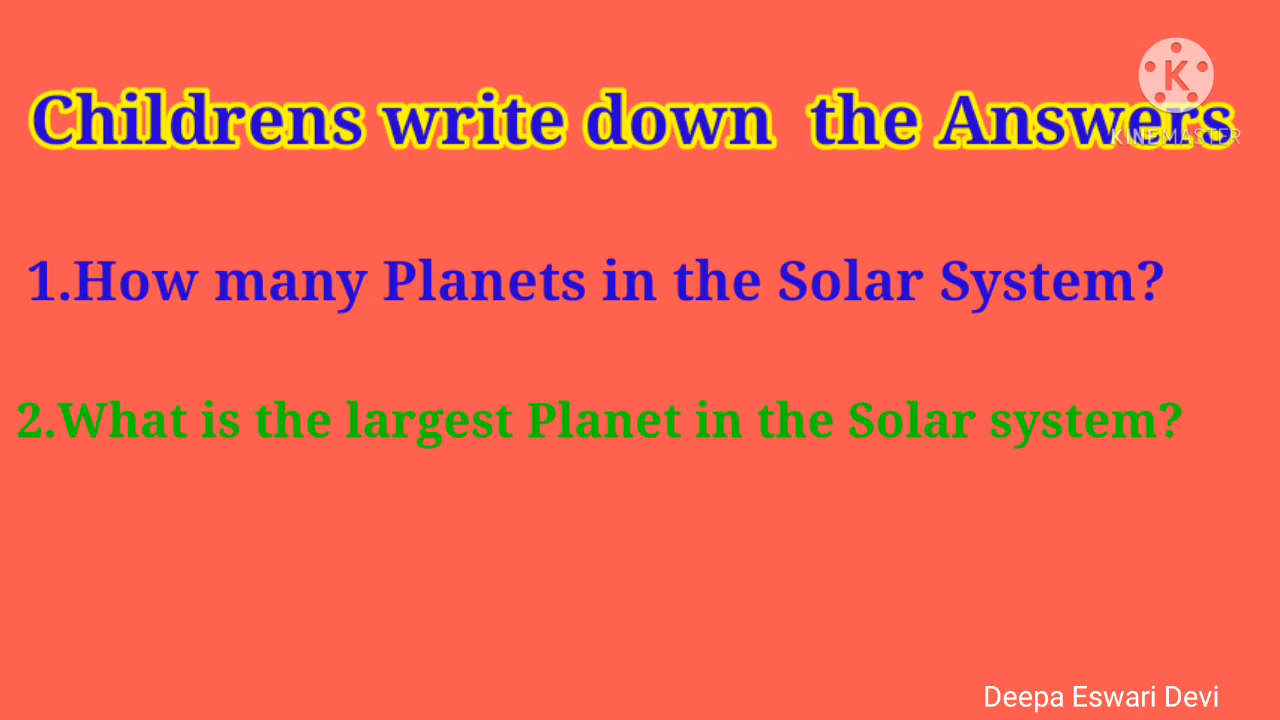 K
KINEMASTER
Childrens write down the Answers
1.How many Planets in the Solar System?
2.What is the largest Planet in the Solar system?
Deepa Eswari Devi